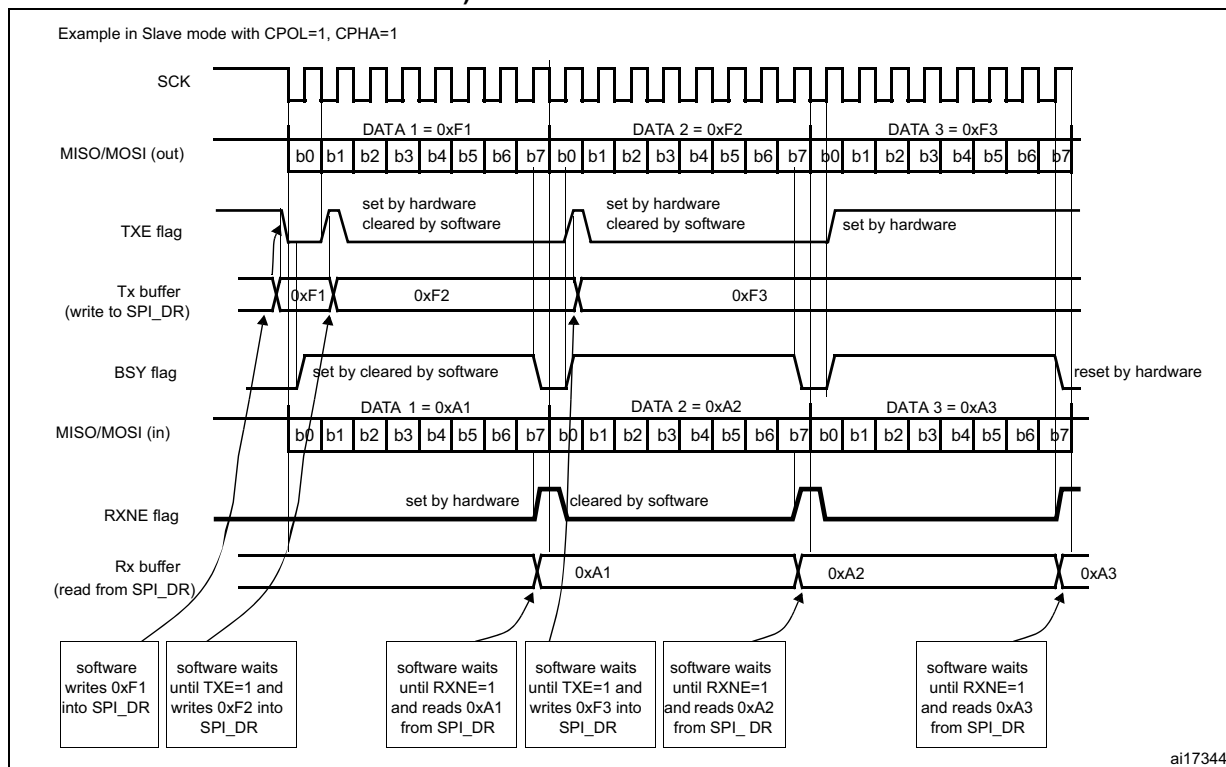 Example in Slave mode with CPOL=1, CPHA=1
SCK
DATA 1 = 0xF1 DATA 2 = 0xF2 DATA 3 = 0xF3
MISO/MOSI (out)
b0 b1 b2 b3 b4 b5 b6 b7 b0 b1 b2 b3 b4 b5 b6 b7 b0 b1 b2 b3 b4 b5 b6 b7
set by hardware
cleared by software
set by hardware
cleared by software
TXE flag
set by hardware
Tx buffer
(write to SPI_DR)
0xF1 0xF2 0xF3
BSY flag
set by cleared by software
reset by hardware
DATA 1 = 0xA1 DATA 2 = 0xA2 DATA 3 = 0xA3
MISO/MOSI (in)
b0 b1 b2 b3 b4 b5 b6 b7 b0 b1 b2 b3 b4 b5 b6 b7 b0 b1 b2 b3 b4 b5 b6 b7
RXNE flag
set by hardware
cleared by software
Rx buffer
(read from SPI_DR)
0xA1 0xA2 0xA3
software
writes 0xF1
into SPI_DR
software waits
until TXE=1 and
writes 0xF2 into
SPI_DR
software waits
until RXNE=1
and reads 0xA1
from SPI_DR
software waits
until TXE=1 and
writes 0xF3 into
SPI_DR
software waits
until RXNE=1
and reads 0xA2
from SPI_ DR
software waits
until RXNE=1
and reads 0xA3
from SPI_DR
ai17344